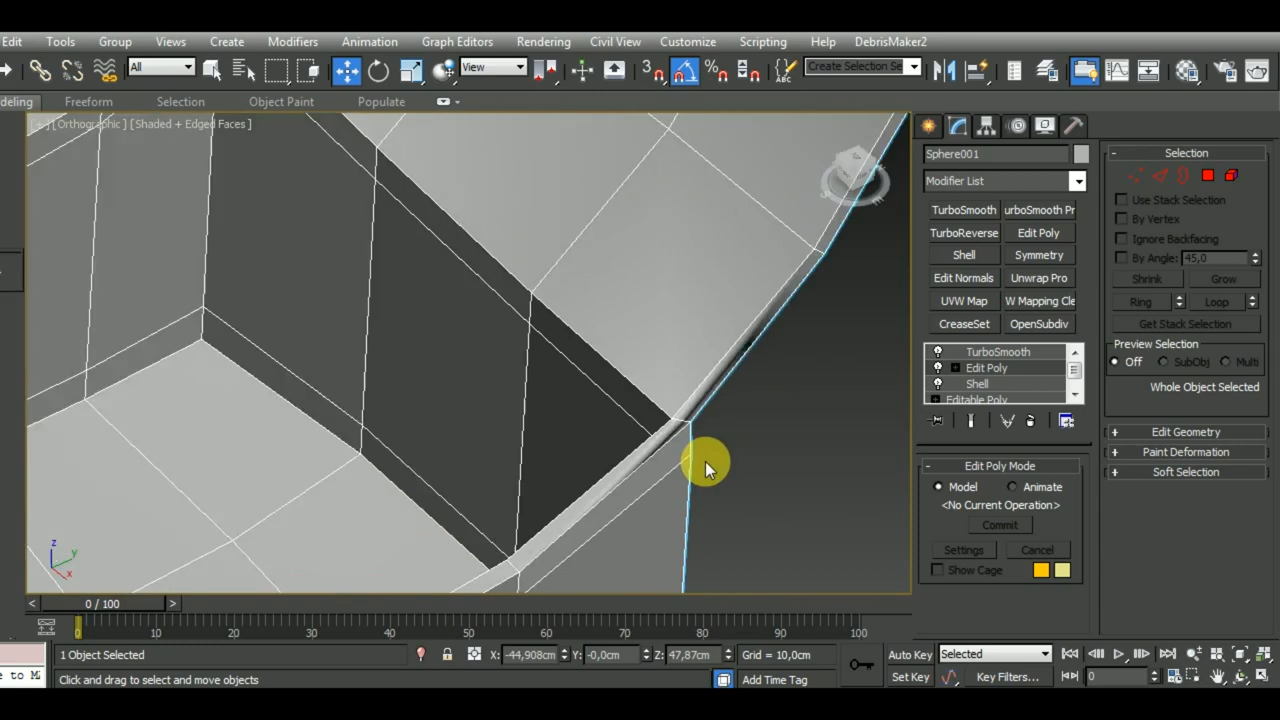 Edit Tools Group Views Create Modifiers Animation Graph Editors Rendering Civil View Customize Scripting Help DebrisMaker2
All View 3 % ABC Create Selection Se
deling Freeform Selection Object Paint Populate
[+][Orthographic] [Shaded + Edged Faces]
Sphere001
Modifier List
TurboSmooth urboSmooth Pr
TurboReverse Edit Poly
Shell Symmetry
Edit Normals Unwrap Pro
UVW Map W Mapping Cle
CreaseSet OpenSubdiv
TurboSmooth
Edit Poly
Shell
Editable Poly
- Edit Poly Mode
Model Animate
<No Current Operation>
Commit
Settings Cancel
Show Cage
- Selection
Use Stack Selection
By Vertex
Ignore Backfacing
By Angle: 45,0
Shrink Grow
Ring Loop
Get Stack Selection
Preview Selection
Off SubObj Multi
Whole Object Selected
+ Edit Geometry
+ Paint Deformation
+ Soft Selection
z
y
x
< 0 / 100 >
0 10 20 30 40 50 60 70 80 90 100
1 Object Selected X: -44,908cm Y: -0,0cm Z: 47,87cm Grid = 10,0cm Auto Key Selected
e to M Click and drag to select and move objects Add Time Tag Set Key Key Filters... 0